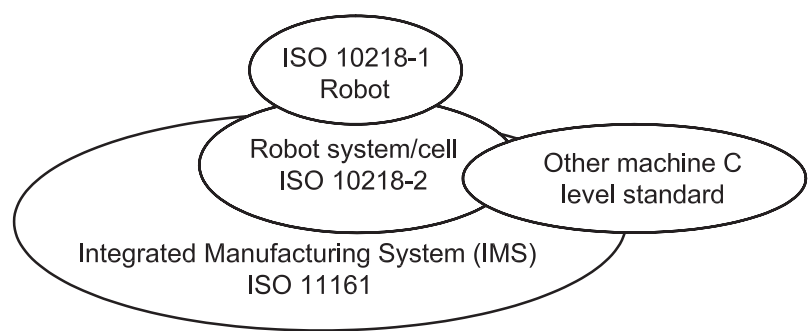 ISO 10218-1
Robot
Robot system/cell
ISO 10218-2
Other machine C
level standard
Integrated Manufacturing System (IMS)
ISO 11161